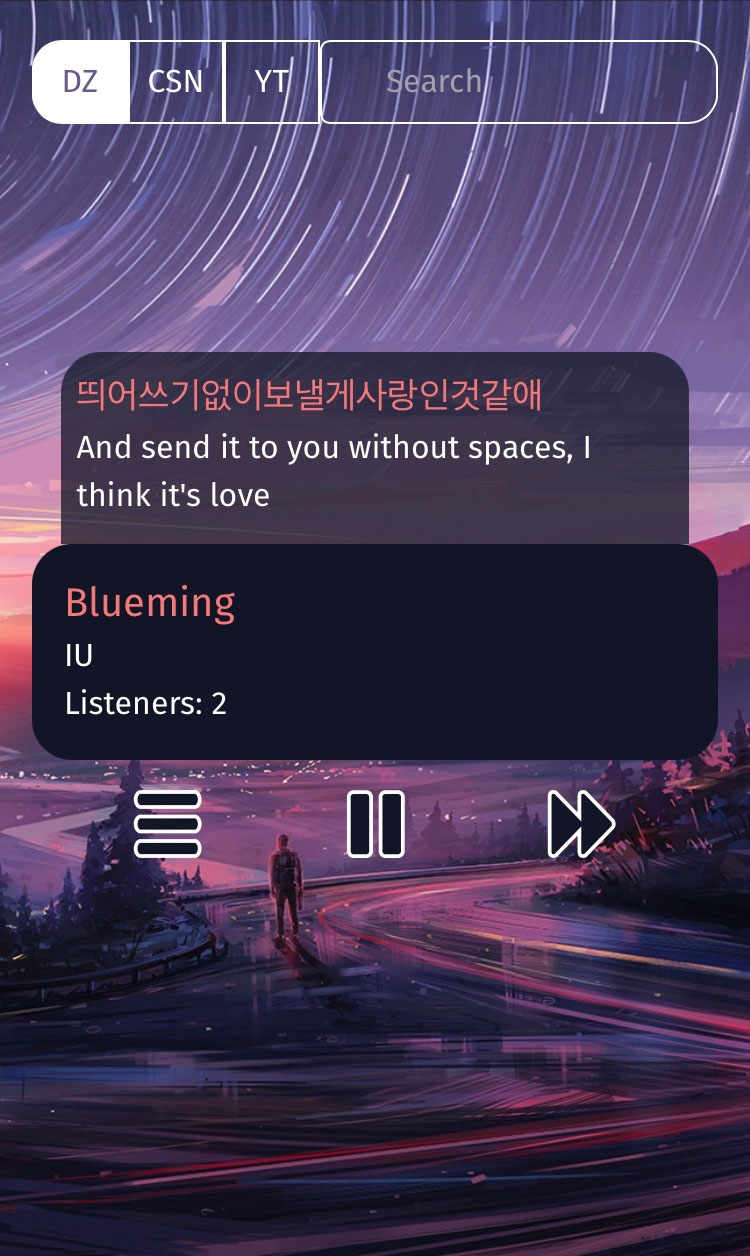 DZ
CSN
YT
Search
띄어쓰기없이보낼게사랑인것같애
And send it to you without spaces, I
think it's love
Blueming
IU
Listeners: 2